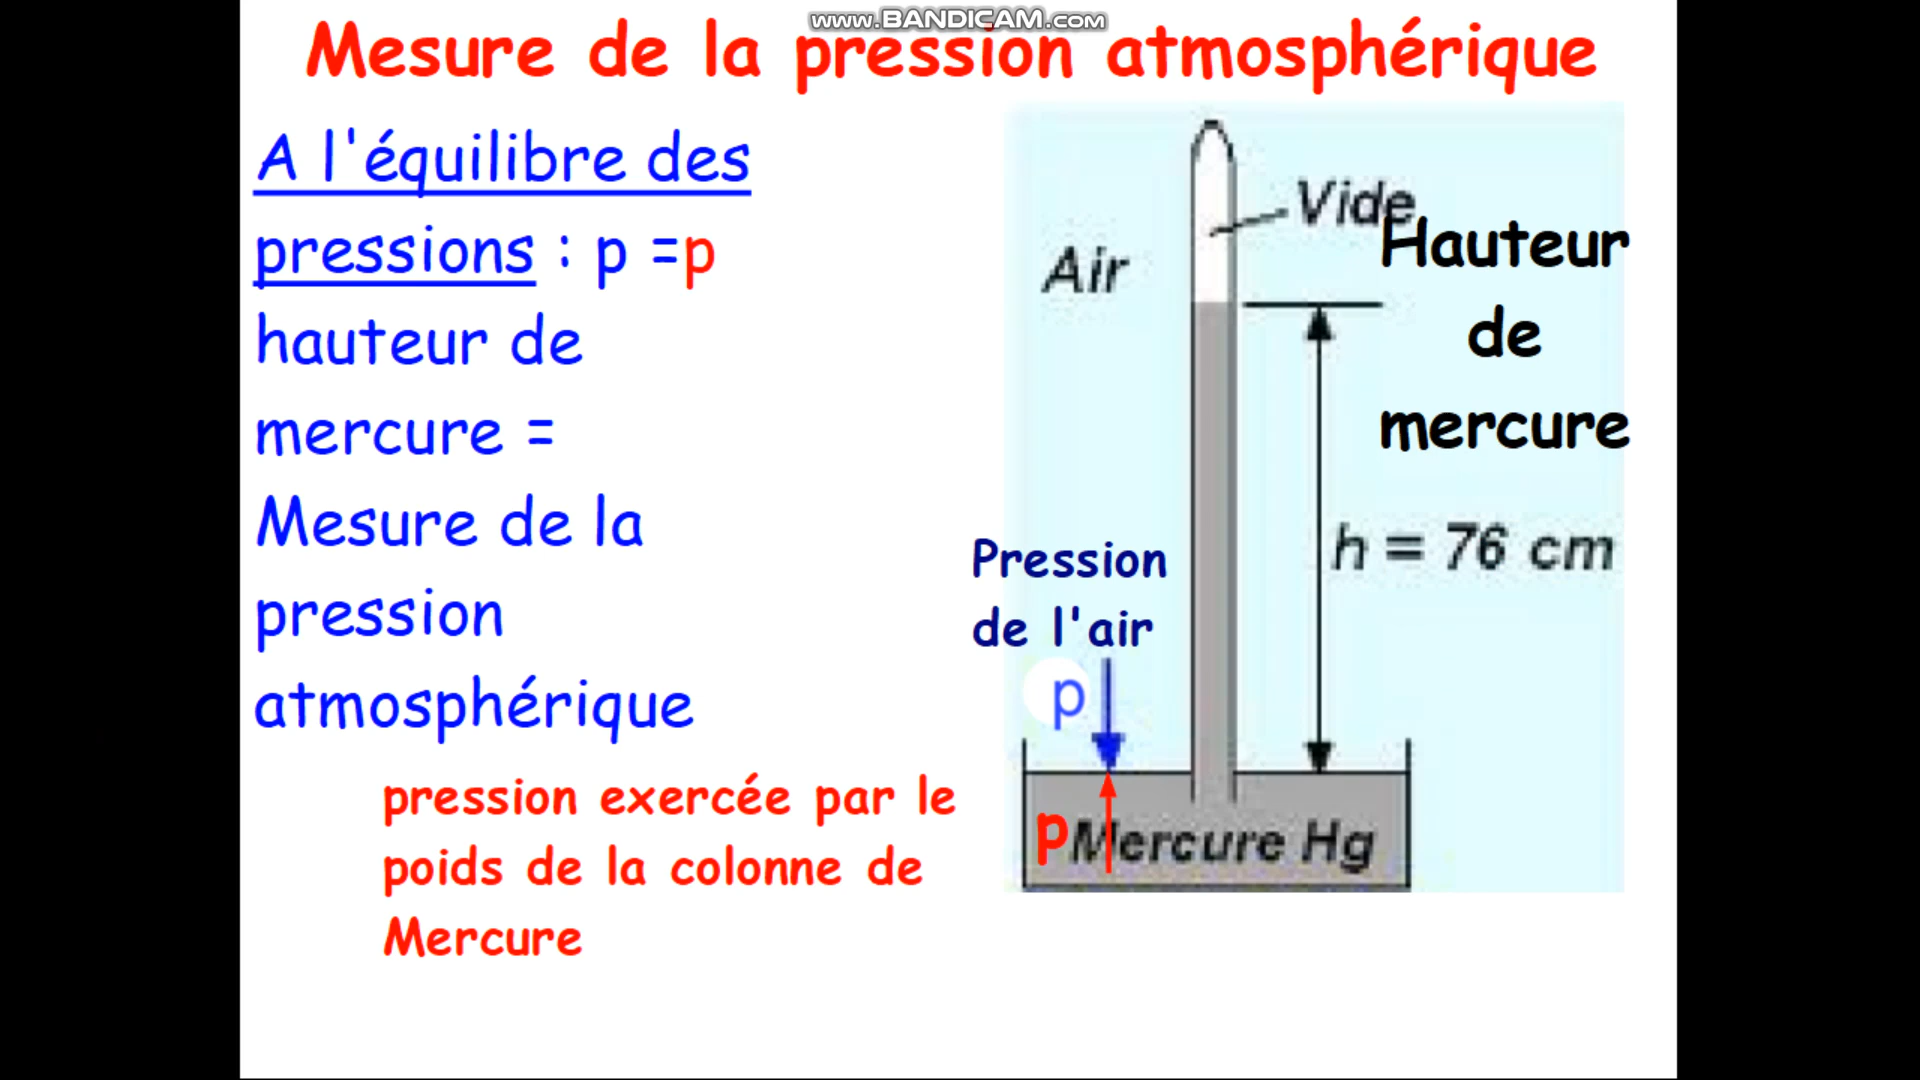 www.BANDICAM.com
Mesure de la pression atmosphérique
A l'équilibre des
pressions : p =p
hauteur de
mercure =
Mesure de la
pression
atmosphérique
pression exercée par le
poids de la colonne de
Mercure
Vide
Air
Hauteur
de
mercure
h = 76 cm
Pression
de l'air
p
p
Mercure Hg